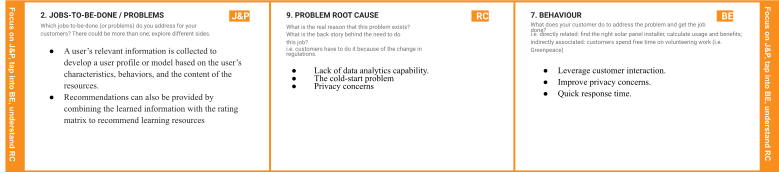 Focus on J&P, tap into BE, understand RC
2. JOBS-TO-BE-DONE / PROBLEMS
J&P
Which jobs-to-be-done (or problems) do you address for your
customers? There could be more than one; explore different sides.
● A user's relevant information is collected to
develop a user profile or model based on the user's
characteristics, behaviors, and the content of the
resources.
● Recommendations can also be provided by
combining the learned information with the rating
matrix to recommend learning resources
9. PROBLEM ROOT CAUSE
RC
What is the real reason that this problem exists?
What is the back story behind the need to do
this job?
i.e. customers have to do it because of the change in
regulations.
● Lack of data analytics capability.
● The cold-start problem
● Privacy concerns
7. BEHAVIOUR
BE
What does your customer do to address the problem and get the job
done?
i.e. directly related: find the right solar panel installer, calculate usage and benefits;
indirectly associated: customers spend free time on volunteering work (i.e.
Greenpeace)
● Leverage customer interaction.
● Improve privacy concerns.
● Quick response time.
Focus on J&P, tap into BE, understand RC